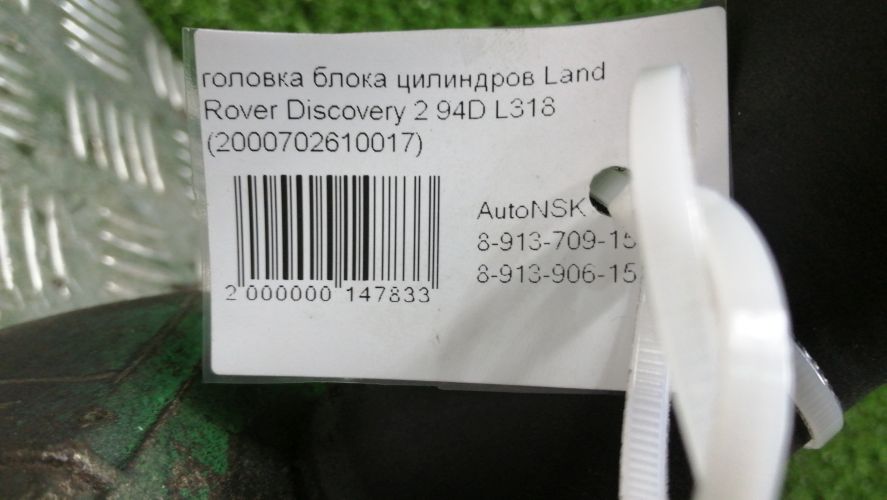 головка блока цилиндров Land
Rover Discovery 2 94D L318
(2000702610017)
AutoNSK
8-913-709-15
8-913-906-15
2 000000 147833